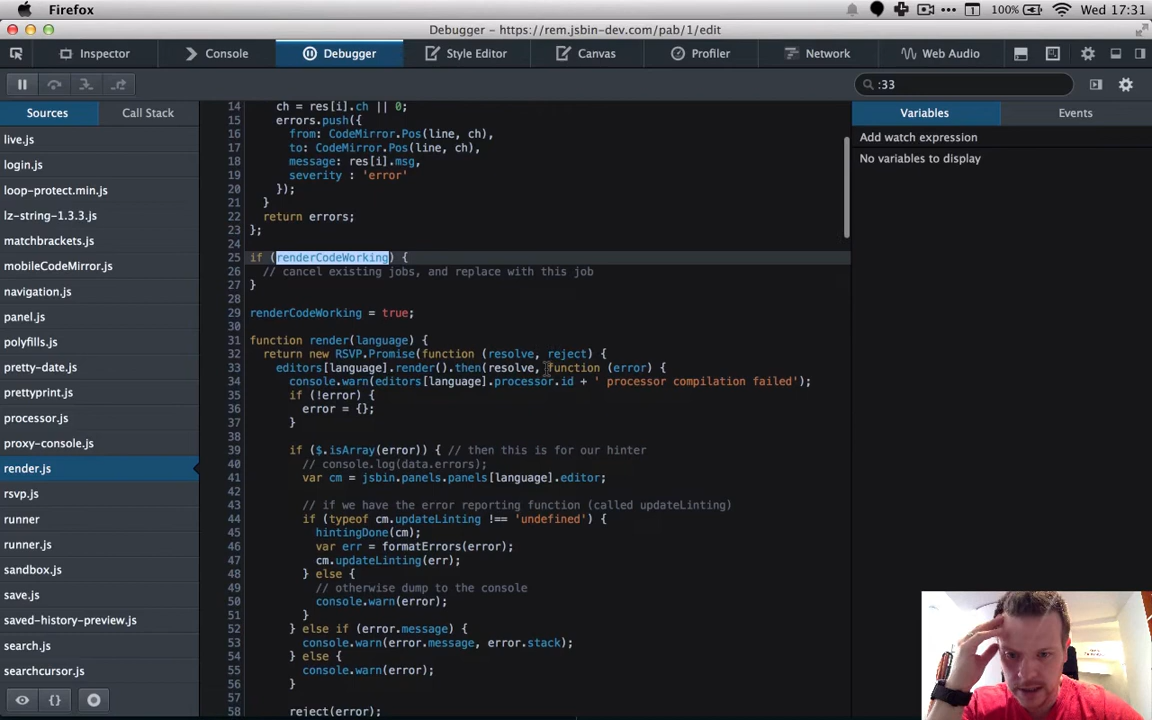 Firefox
100%
Wed 17:31
Debugger - https://rem.jsbin-dev.com/pab/1/edit
Inspector
Console
Debugger
Style Editor
Canvas
Profiler
Network
Web Audio
:33
Sources
Call Stack
Variables
Events
Add watch expression
No variables to display
live.js
login.js
loop-protect.min.js
lz-string-1.3.3.js
matchbrackets.js
mobileCodeMirror.js
navigation.js
panel.js
polyfills.js
pretty-date.js
prettyprint.js
processor.js
proxy-console.js
render.js
rsvp.js
runner
runner.js
sandbox.js
save.js
saved-history-preview.js
search.js
searchcursor.js
14 ch = res[i].ch || 0;
15 errors.push({
16 from: CodeMirror.Pos(line, ch),
17 to: CodeMirror.Pos(line, ch),
18 message: res[i].msg,
19 severity : 'error'
20 });
21 }
22 return errors;
23 };
24
25 if (renderCodeWorking) {
26 // cancel existing jobs, and replace with this job
27 }
28
29 renderCodeWorking = true;
30
31 function render(language) {
32 return new RSVP.Promise(function (resolve, reject) {
33 editors[language].render().then(resolve, function (error) {
34 console.warn(editors[language].processor.id + ' processor compilation failed');
35 if (!error) {
36 error = {};
37 }
38
39 if ($.isArray(error)) { // then this is for our hinter
40 // console.log(data.errors);
41 var cm = jsbin.panels.panels[language].editor;
42
43 // if we have the error reporting function (called updateLinting)
44 if (typeof cm.updateLinting !== 'undefined') {
45 hintingDone(cm);
46 var err = formatErrors(error);
47 cm.updateLinting(err);
48 } else {
49 // otherwise dump to the console
50 console.warn(error);
51 }
52 } else if (error.message) {
53 console.warn(error.message, error.stack);
54 } else {
55 console.warn(error);
56 }
57
58 reject(error);